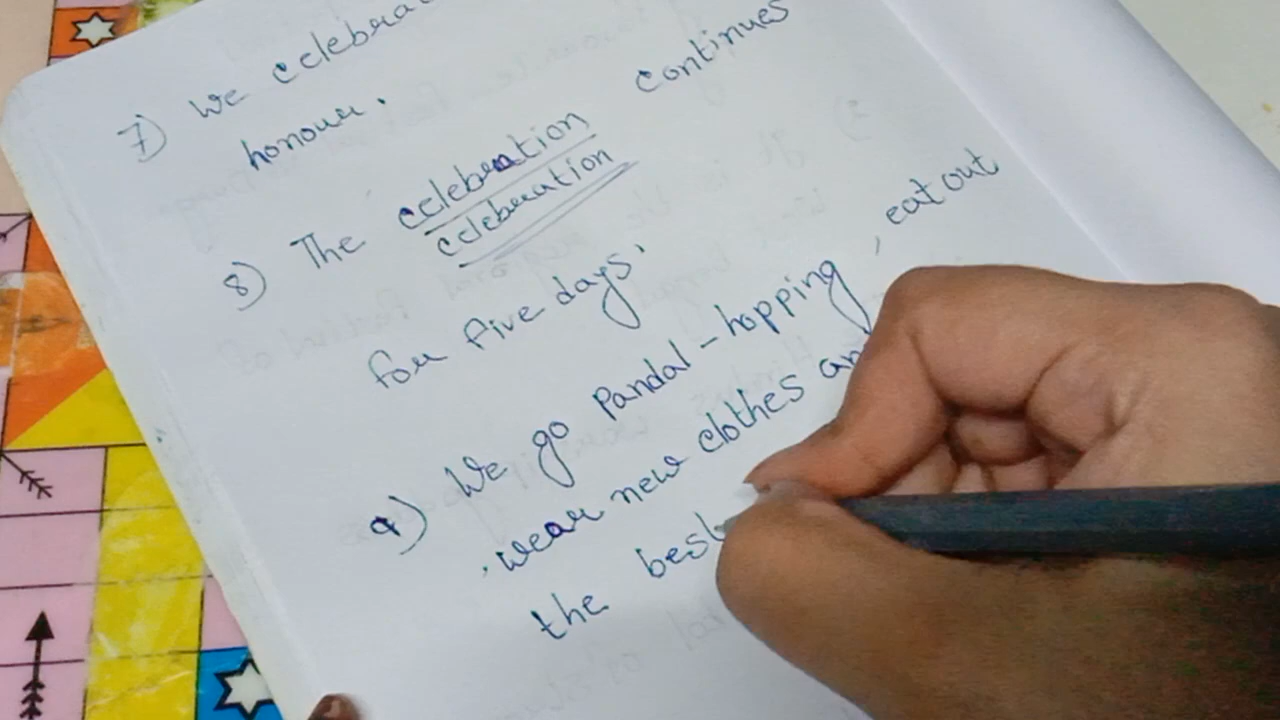 7) We celebra
honour.
8) The celebration continues
celebration
for five days.
9) We go Pandal-hopping, eat out
, wear new clothes an
the best